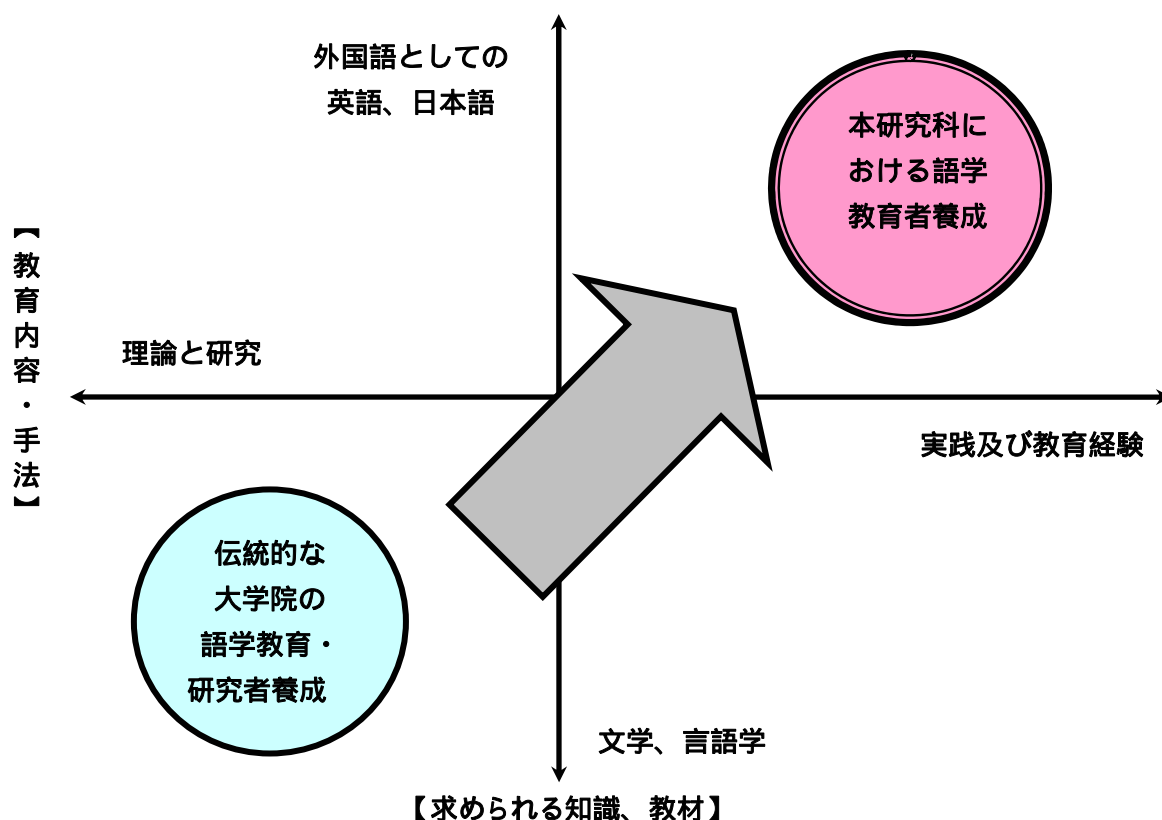 外国語としての
英語、日本語
本研究科に
おける語学
教育者養成
【教育内容・手法】
理論と研究
実践及び教育経験
伝統的な
大学院の
語学教育・
研究者養成
文学、言語学
【求められる知識、教材】